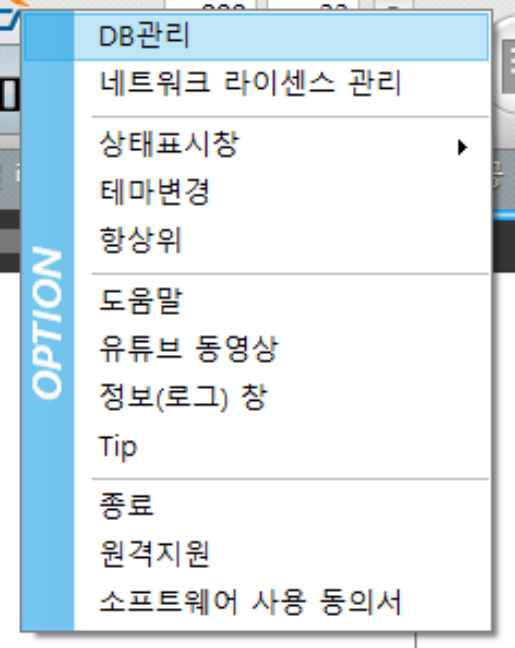 DB관리
네트워크 라이센스 관리
상태표시창
테마변경
항상위
OPTION
도움말
유튜브 동영상
정보(로그) 창
Tip
종료
원격지원
소프트웨어 사용 동의서